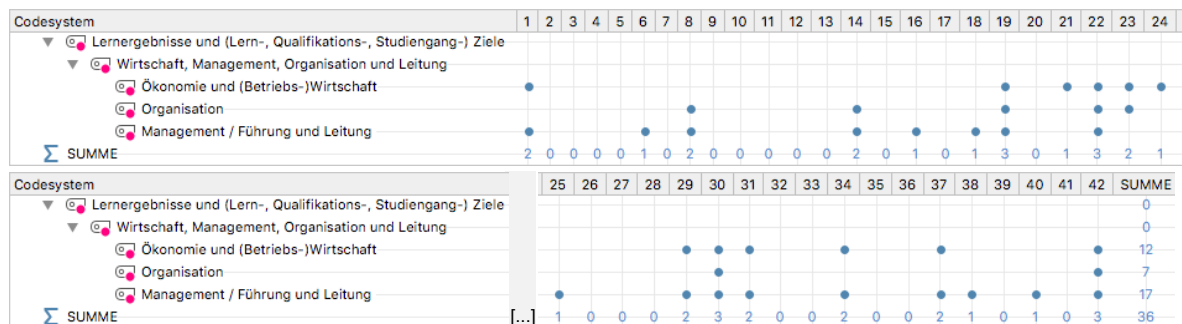 Codesystem 1 2 3 4 5 6 7 8 9 10 11 12 13 14 15 16 17 18 19 20 21 22 23 24
Lernergebnisse und (Lern-, Qualifikations-, Studiengang-) Ziele
Wirtschaft, Management, Organisation und Leitung
Ökonomie und (Betriebs-)Wirtschaft
Organisation
Management / Führung und Leitung
Σ SUMME 2 0 0 0 0 1 0 2 0 0 0 0 0 2 0 1 0 1 3 0 1 3 2 1
Codesystem 25 26 27 28 29 30 31 32 33 34 35 36 37 38 39 40 41 42 SUMME
Lernergebnisse und (Lern-, Qualifikations-, Studiengang-) Ziele 0
Wirtschaft, Management, Organisation und Leitung 0
Ökonomie und (Betriebs-)Wirtschaft 12
Organisation 7
Management / Führung und Leitung 17
Σ SUMME [...] 1 0 0 0 2 3 2 0 0 2 0 0 2 1 0 1 0 3 36